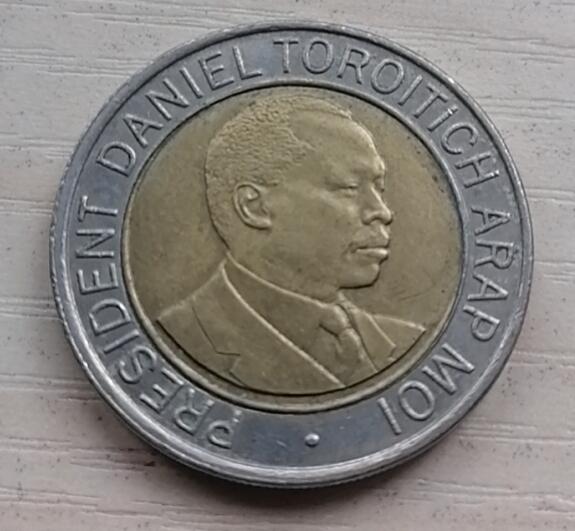 PRESIDENT DANIEL TOROITICH ARAP MOI